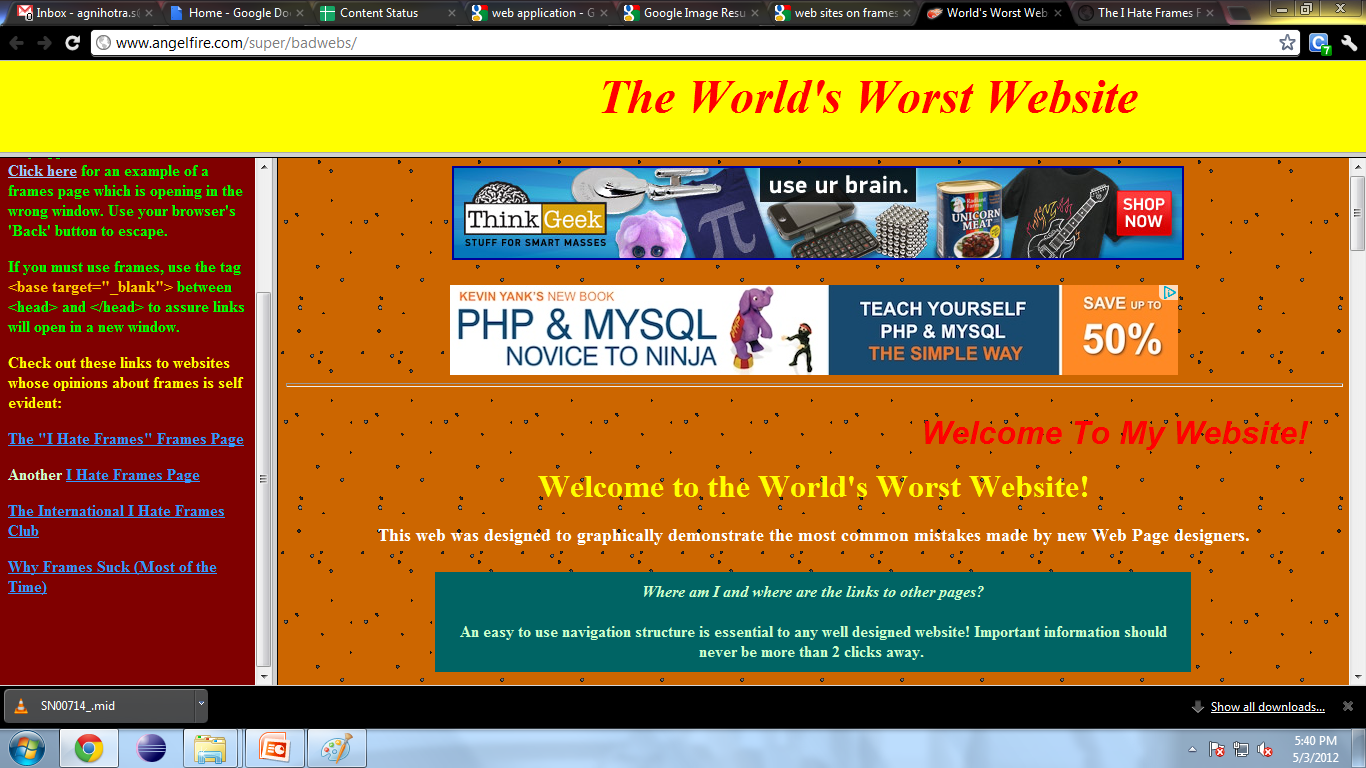 Inbox - agnihotra.s(
Home - Google Do
Content Status
web application - G
Google Image Resu
web sites on frames
World's Worst Web
The I Hate Frames F
www.angelfire.com/super/badwebs/
The World's Worst Website
Click here for an example of a
frames page which is opening in the
wrong window. Use your browser's
'Back' button to escape.
If you must use frames, use the tag
<base target="_blank"> between
<head> and </head> to assure links
will open in a new window.
Check out these links to websites
whose opinions about frames is self
evident:
The "I Hate Frames" Frames Page
Another I Hate Frames Page
The International I Hate Frames
Club
Why Frames Suck (Most of the
Time)
ThinkGeek
STUFF FOR SMART MASSES
use ur brain.
Radiant Farms
UNICORN
MEAT
SHOP
NOW
KEVIN YANK'S NEW BOOK
PHP & MYSQL
NOVICE TO NINJA
TEACH YOURSELF
PHP & MYSQL
THE SIMPLE WAY
SAVE UP TO
50%
Welcome To My Website!
Welcome to the World's Worst Website!
This web was designed to graphically demonstrate the most common mistakes made by new Web Page designers.
Where am I and where are the links to other pages?
An easy to use navigation structure is essential to any well designed website! Important information should
never be more than 2 clicks away.
SN00714_.mid
Show all downloads...
5:40 PM
5/3/2012